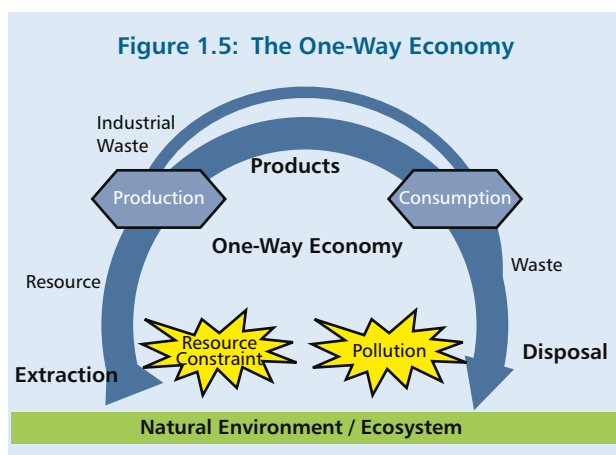 Figure 1.5: The One-Way Economy
Industrial
Waste
Products
Production
Consumption
One-Way Economy
Resource
Waste
Resource
Constraint
Pollution
Extraction
Disposal
Natural Environment / Ecosystem